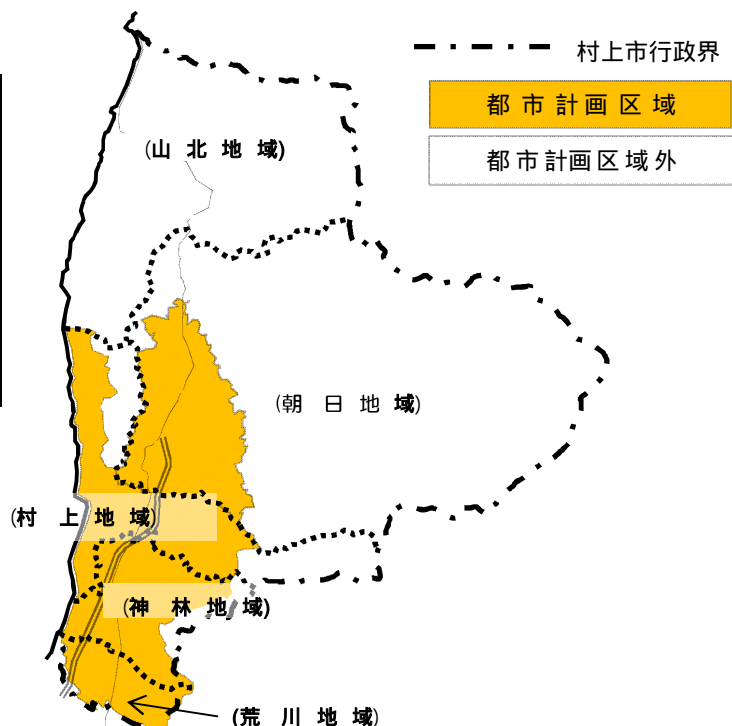 村上市行政界
都市計画区域
都市計画区域外
(山北地域)
(朝日地域)
(村上地域)
(神林地域)
(荒川地域)